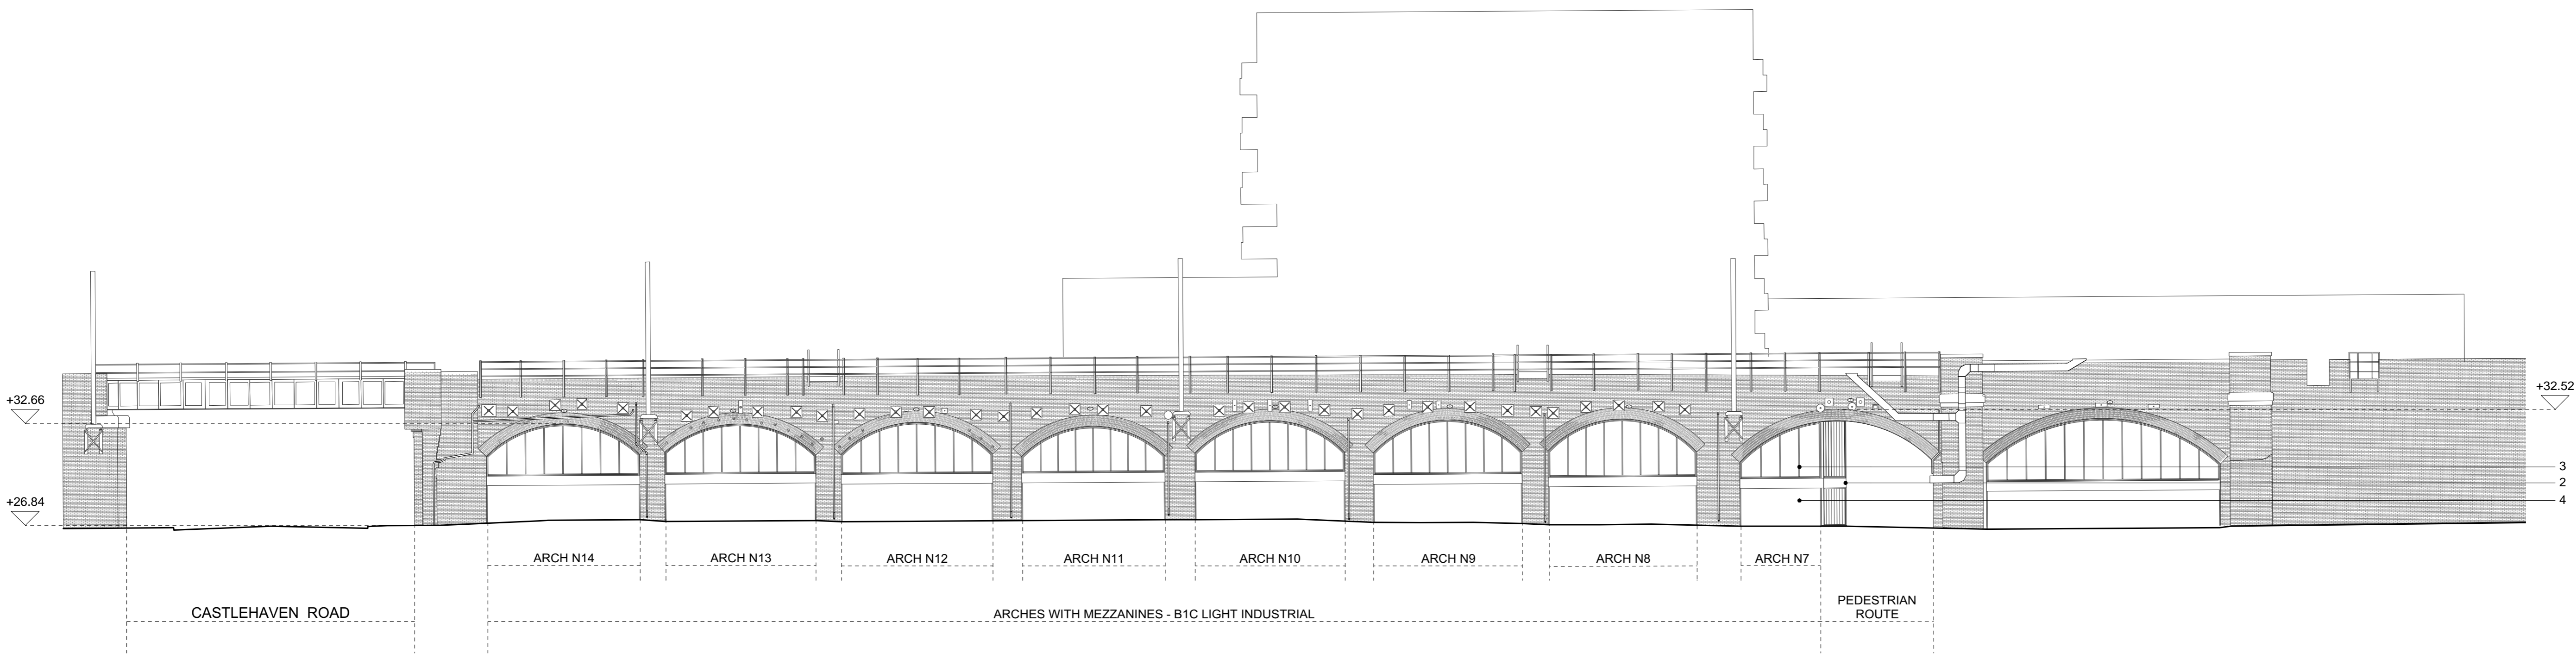 +32.66
+32.52
3
2
+26.84
4
ARCH N14
ARCH N13
ARCH N12
ARCH N11
ARCH N10
ARCH N9
ARCH N8
ARCH N7
CASTLEHAVEN ROAD
ARCHES WITH MEZZANINES - B1C LIGHT INDUSTRIAL
PEDESTRIAN
ROUTE